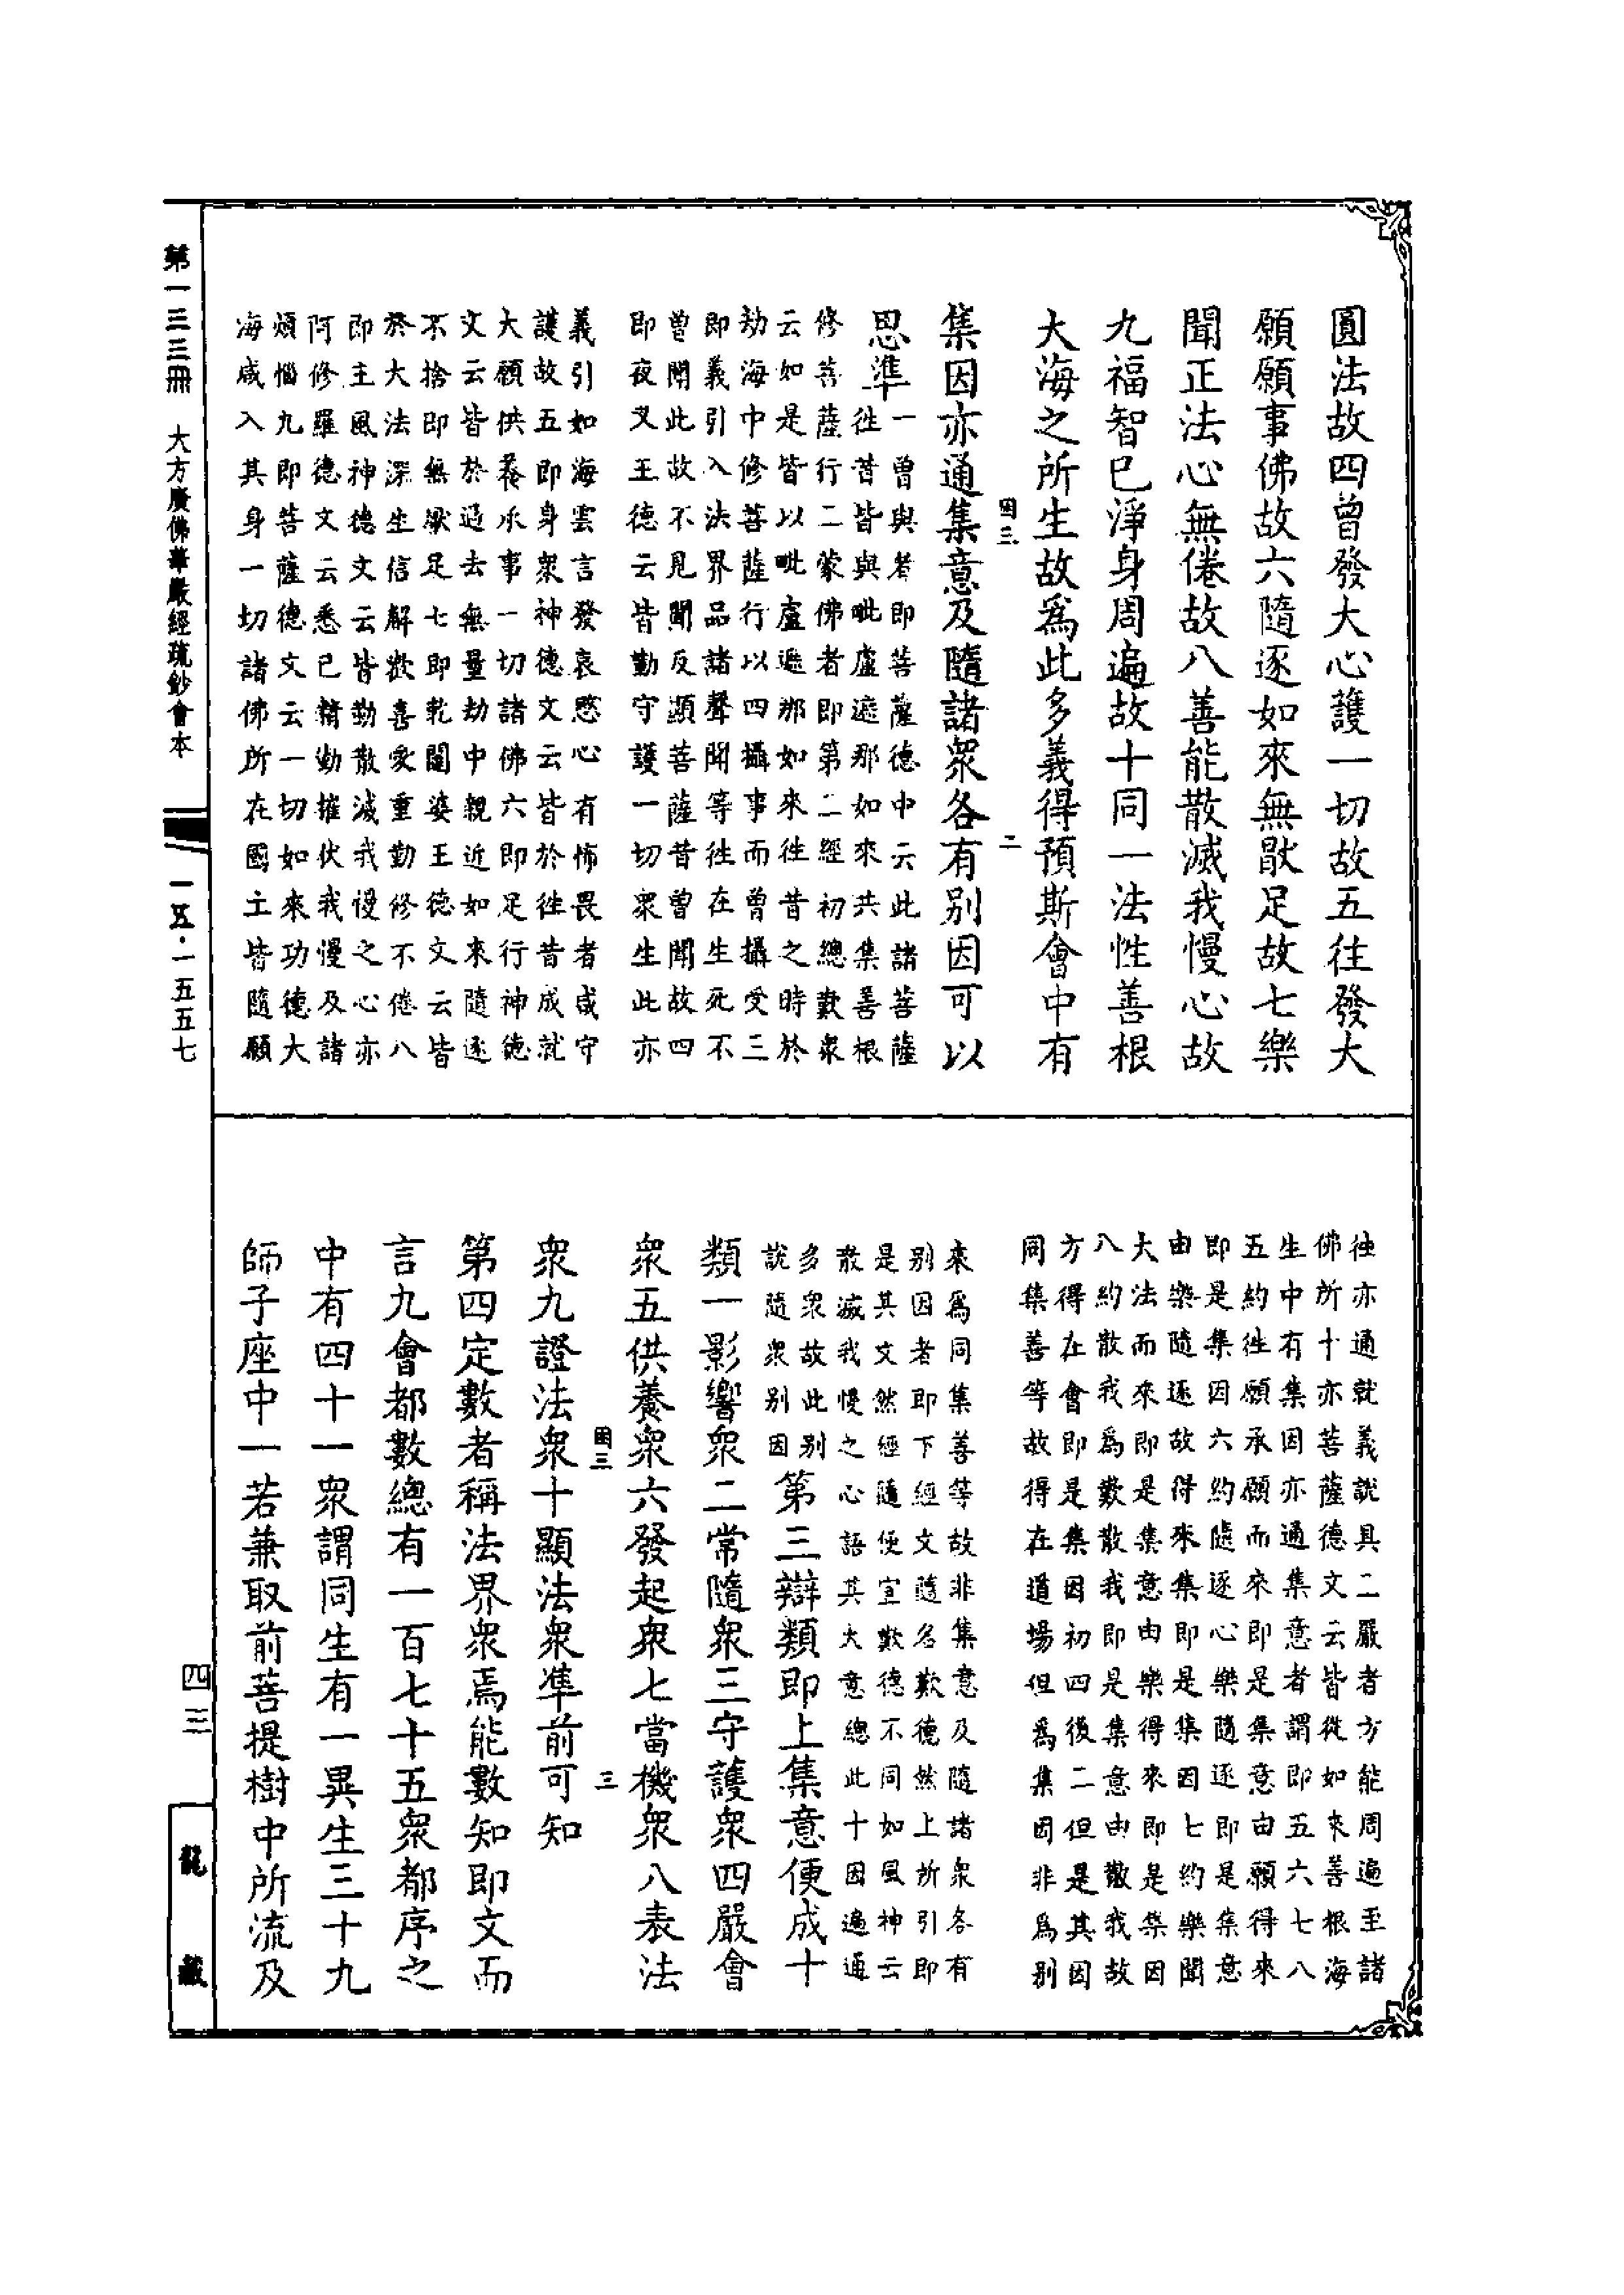 圓法故四曾發大心護一切故五往發大
願願事佛故六隨逐如來無猒足故七樂
聞正法心無倦故八善能散滅我慢心故
九福智已淨身周遍故十同一法性善根
大海之所生故爲此多義得預斯會中有
因三
二
集因亦通集意及隨諸衆各有別因可以
思準
一曾與者即菩薩德中云此諸菩薩
往昔皆與毗盧遮那如來共集善根
修菩薩行二蒙佛者即第二經初總歎衆
云如是皆以毗盧遮那如來往昔之時於
劫海中修菩薩行以四攝事而曾攝受三
即義引入法界品諸聲聞等往在生死不
曾聞此故不見聞反顯菩薩昔曾聞故四
即夜叉王德云皆勤守護一切衆生此亦
義引如海雲言發哀愍心有怖畏者咸守
護故五即身衆神德文云皆於往昔成就
大願供養承事一切諸佛六即足行神德
文云皆於過去無量劫中親近如來隨逐
不捨即無猒足七即乾闥婆王德文云皆
於大法深生信解歡喜愛重勤修不倦八
即主風神德文云皆勤散滅我慢之心亦
阿修羅德文云悉已精勤摧伏我慢及諸
煩惱九即菩薩德文云一切如來功德大
海咸入其身一切諸佛所在國土皆隨願
往亦通就義說具二嚴者方能周遍至諸
佛所十亦菩薩德文云皆從如來善根海
生中有集因亦通集意者謂即五六七八
五約往願承願而來即是集意由願得來
即是集因六約隨逐心樂隨逐即是集意
由樂隨逐故得來集即是集因七約樂聞
大法而來即是集意由樂得來即是集因
八約散我爲歎散我即是集意由散我故
方得在會即是集因初四後二但是其因
同集善等故得在道場但爲集因非爲別
來爲同集善等故非集意及隨諸衆各有
別因者即下經文隨名歎德然上所引即
是其文然經隨便宜歎德不同如風神云
散滅我慢之心語其大意總此十因遍通
多衆故此別
說隨衆別因
第三辯類即上集意便成十
類一影響衆二常隨衆三守護衆四嚴會
衆五供養衆六發起衆七當機衆八表法
因三
三
衆九證法衆十顯法衆準前可知
第四定數者稱法界衆焉能數知即文而
言九會都數總有一百七十五衆都序之
中有四十一衆謂同生有一異生三十九
師子座中一若兼取前菩提樹中所流及
第一三三冊 大方廣佛華嚴經疏鈔會本
一五·一五五七
四三
龍藏